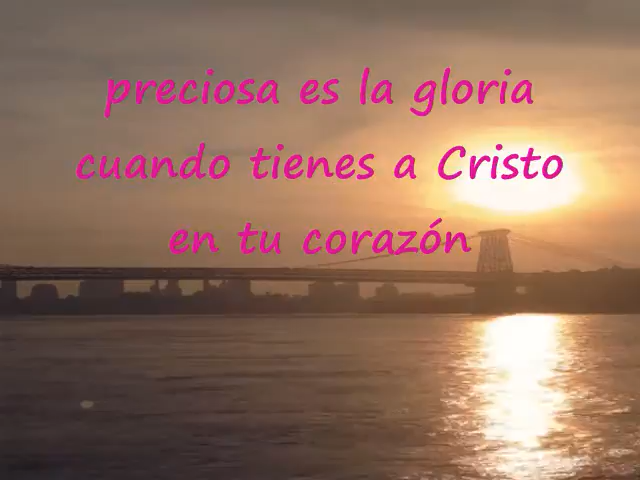 preciosa es la gloria
cuando tienes a Cristo
en tu corazón